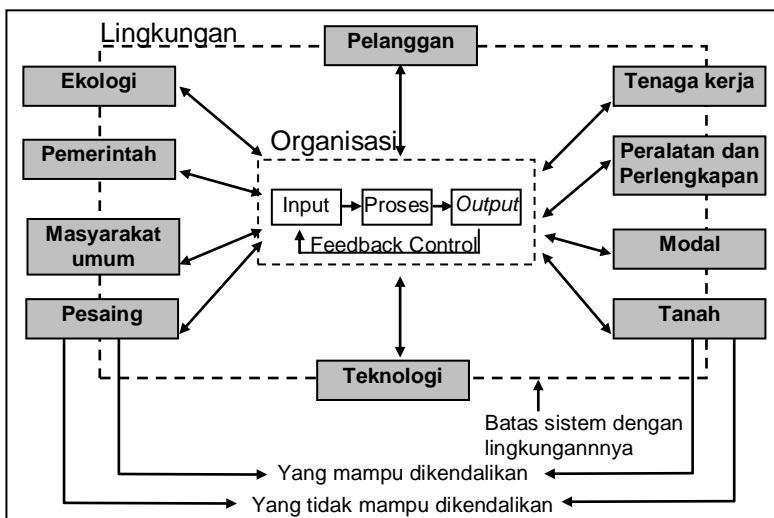 Lingkungan
Pelanggan
Ekologi
Tenaga kerja
Organisasi
Pemerintah
Peralatan dan
Perlengkapan
Input
Proses
Output
Masyarakat
umum
Feedback Control
Modal
Pesaing
Tanah
Teknologi
Batas sistem dengan
lingkungannnya
Yang mampu dikendalikan
Yang tidak mampu dikendalikan